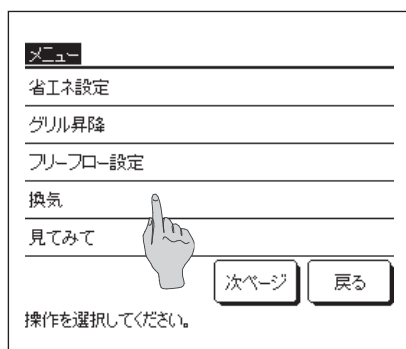 メニュー
省エネ設定
グリル昇降
フリーフロー設定
換気
見てみて
次ページ 戻る
操作を選択してください。